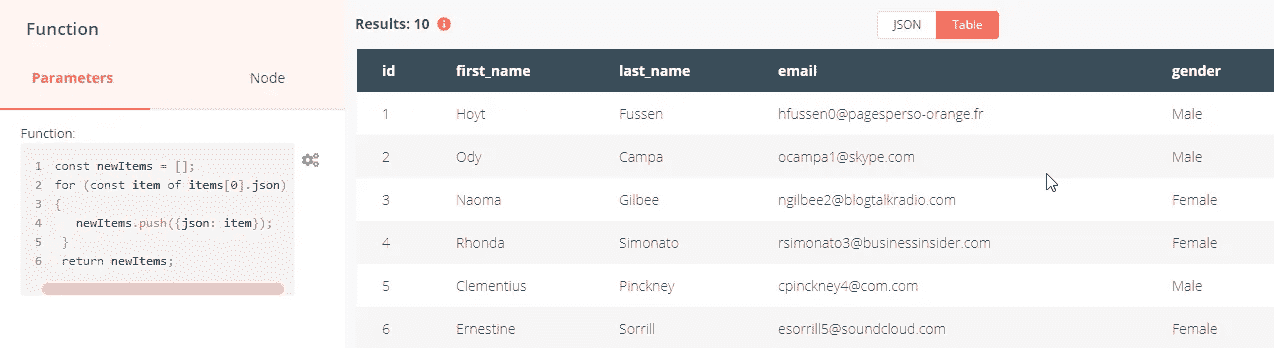 Function
Parameters Node
Function:
1 const newItems = [];
2 for (const item of items[0].json)
3 {
4 newItems.push({json: item});
5 }
6 return newItems;
Results: 10
JSON Table
id first_name last_name email gender
1 Hoyt Fussen hfussen0@pagesperso-orange.fr Male
2 Ody Campa ocampa1@skype.com Male
3 Naoma Gilbee ngilbee2@blogtalkradio.com Female
4 Rhonda Simonato rsimonato3@businessinsider.com Female
5 Clementius Pinckney cpinckney4@com.com Male
6 Ernestine Sorrill esorrill5@soundcloud.com Female